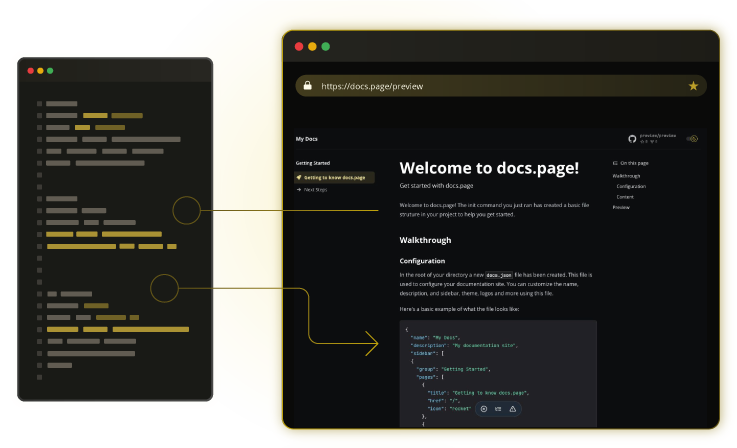 https://docs.page/preview
My Docs
preview/preview
Getting Started
Getting to know docs.page
Next Steps
Welcome to docs.page!
Get started with docs.page
Welcome to docs.page! The init command you just ran has created a basic file
struture in your project to help you get started.
Walkthrough
Configuration
In the root of your directory a new docs.json file has been created. This file is
used to configure your documentation site. You can customize the name,
description, and sidebar, theme, logos and more using this file.
Here's a basic example of what the file looks like:
{
"name": "My Docs",
"description": "My documentation site",
"sidebar": [
{
"group": "Getting Started",
"pages": [
{
"title": "Getting to know docs.page",
"href": "/",
"icon": "rocket"
},
{
On this page
Walkthrough
Configuration
Content
Preview